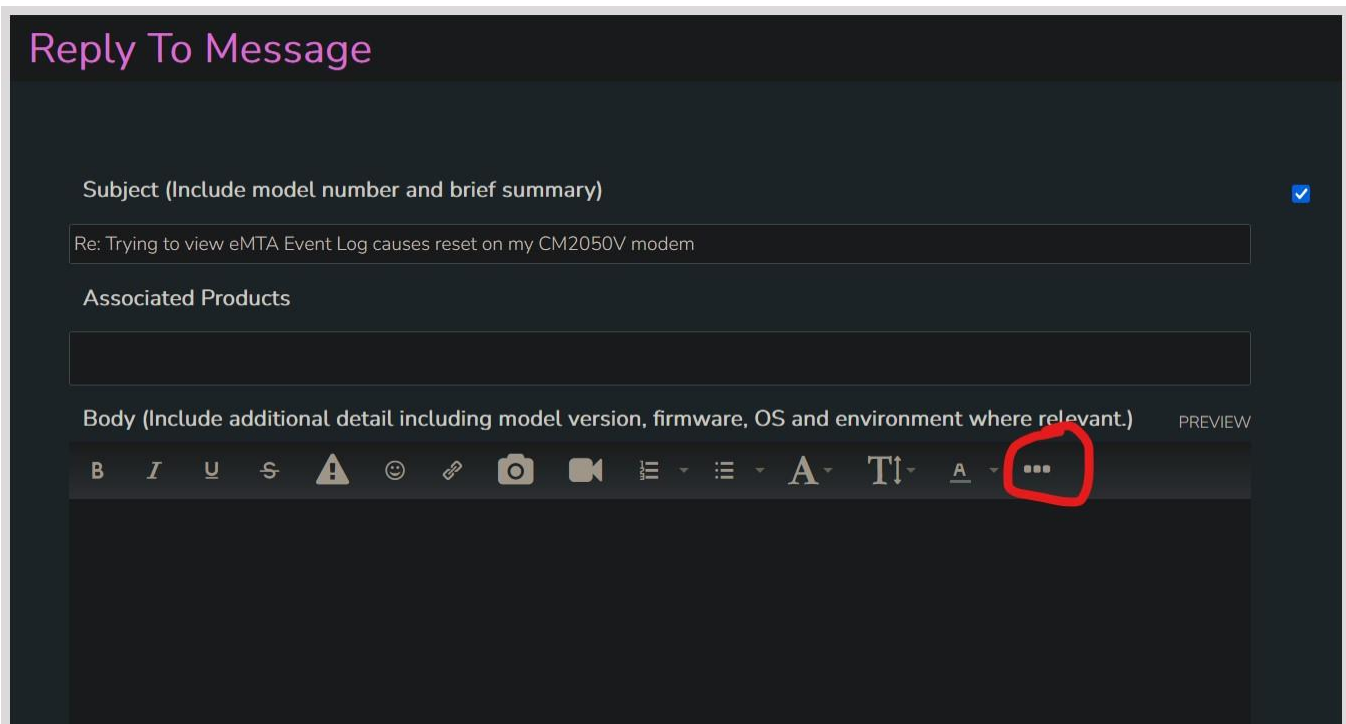 Reply To Message
Subject (Include model number and brief summary)
Re: Trying to view eMTA Event Log causes reset on my CM2050V modem
Associated Products
Body (Include additional detail including model version, firmware, OS and environment where relevant.) PREVIEW
B I U S A T A